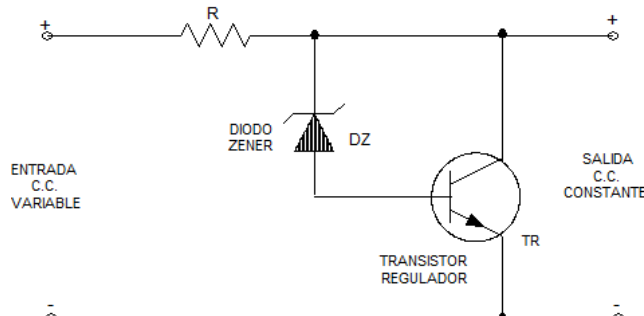 +
R
+
DIODO
ZENER
DZ
ENTRADA
C.C.
VARIABLE
SALIDA
C.C.
CONSTANTE
TR
TRANSISTOR
REGULADOR
-
-